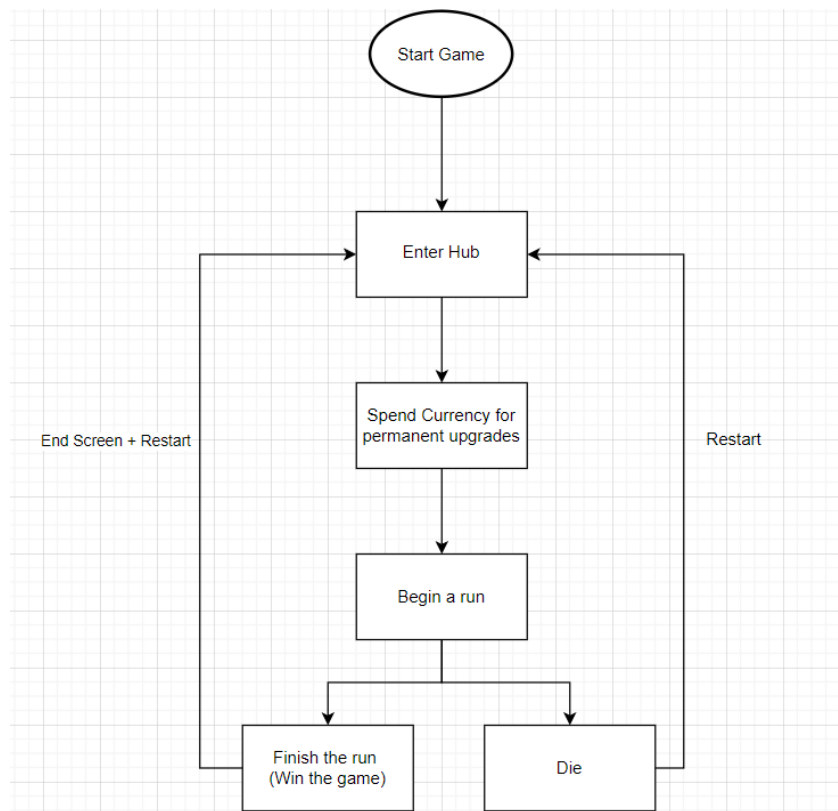 Start Game
Enter Hub
Spend Currency for
permanent upgrades
End Screen + Restart
Restart
Begin a run
Finish the run
(Win the game)
Die